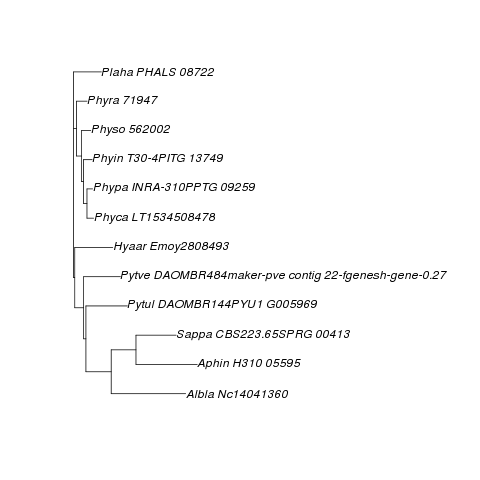 Plaha PHALS 08722
Phyra 71947
Physo 562002
Phyin T30-4PITG 13749
Phypa INRA-310PPTG 09259
Phyca LT1534508478
Hyaar Emoy2808493
Pytve DAOMBR484maker-pve contig 22-fgenesh-gene-0.27
Pytul DAOMBR144PYU1 G005969
Sappa CBS223.65SPRG 00413
Aphin H310 05595
Albla Nc14041360